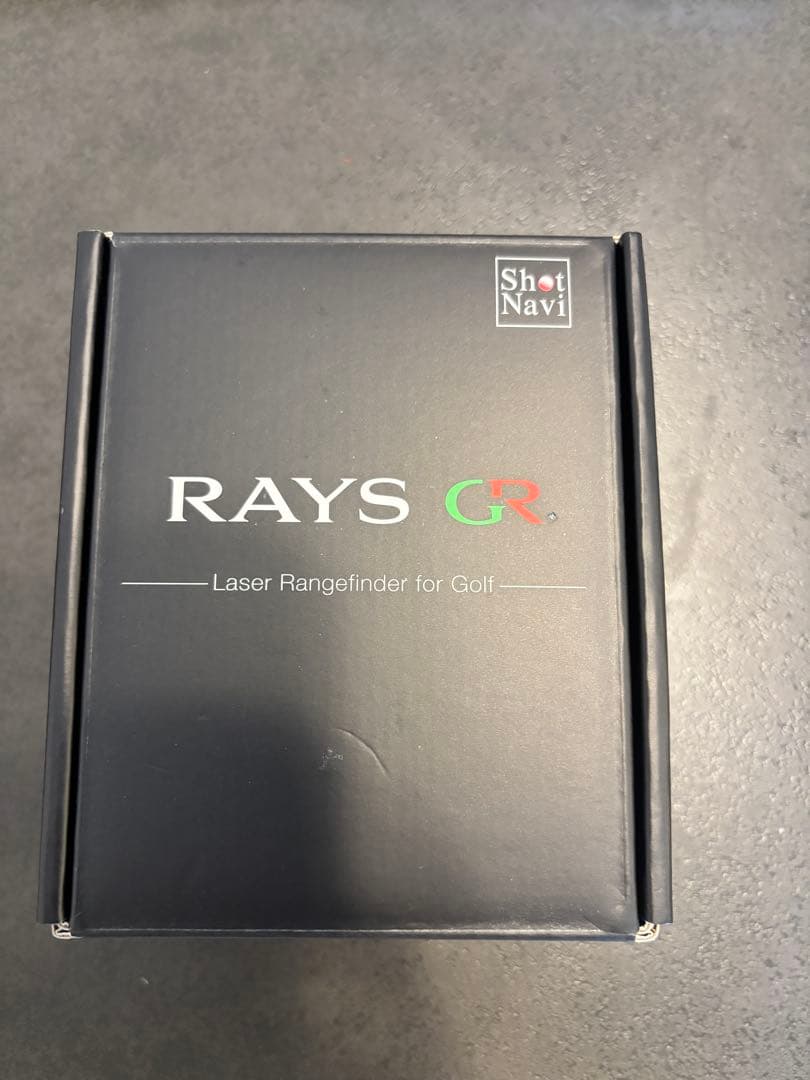 Shot
Navi
RAYS GR
Laser Rangefinder for Golf